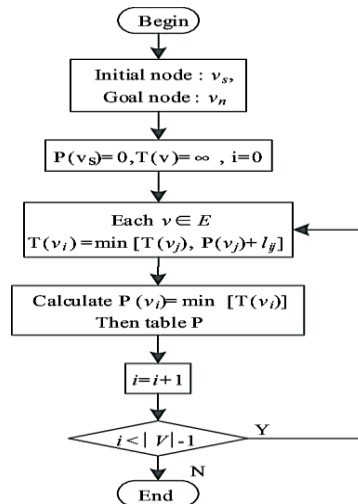 Begin
Initial node : vₛ,
Goal node : vₙ
P(vₛ)=0,T(v)=∞ , i=0
Each v ∈ E
T(vᵢ)=min [T(vⱼ), P(vⱼ)+lᵢⱼ]
Calculate P (vᵢ)=min [T(vᵢ)]
Then table P
i=i+1
i<| V|-1
Y
N
End